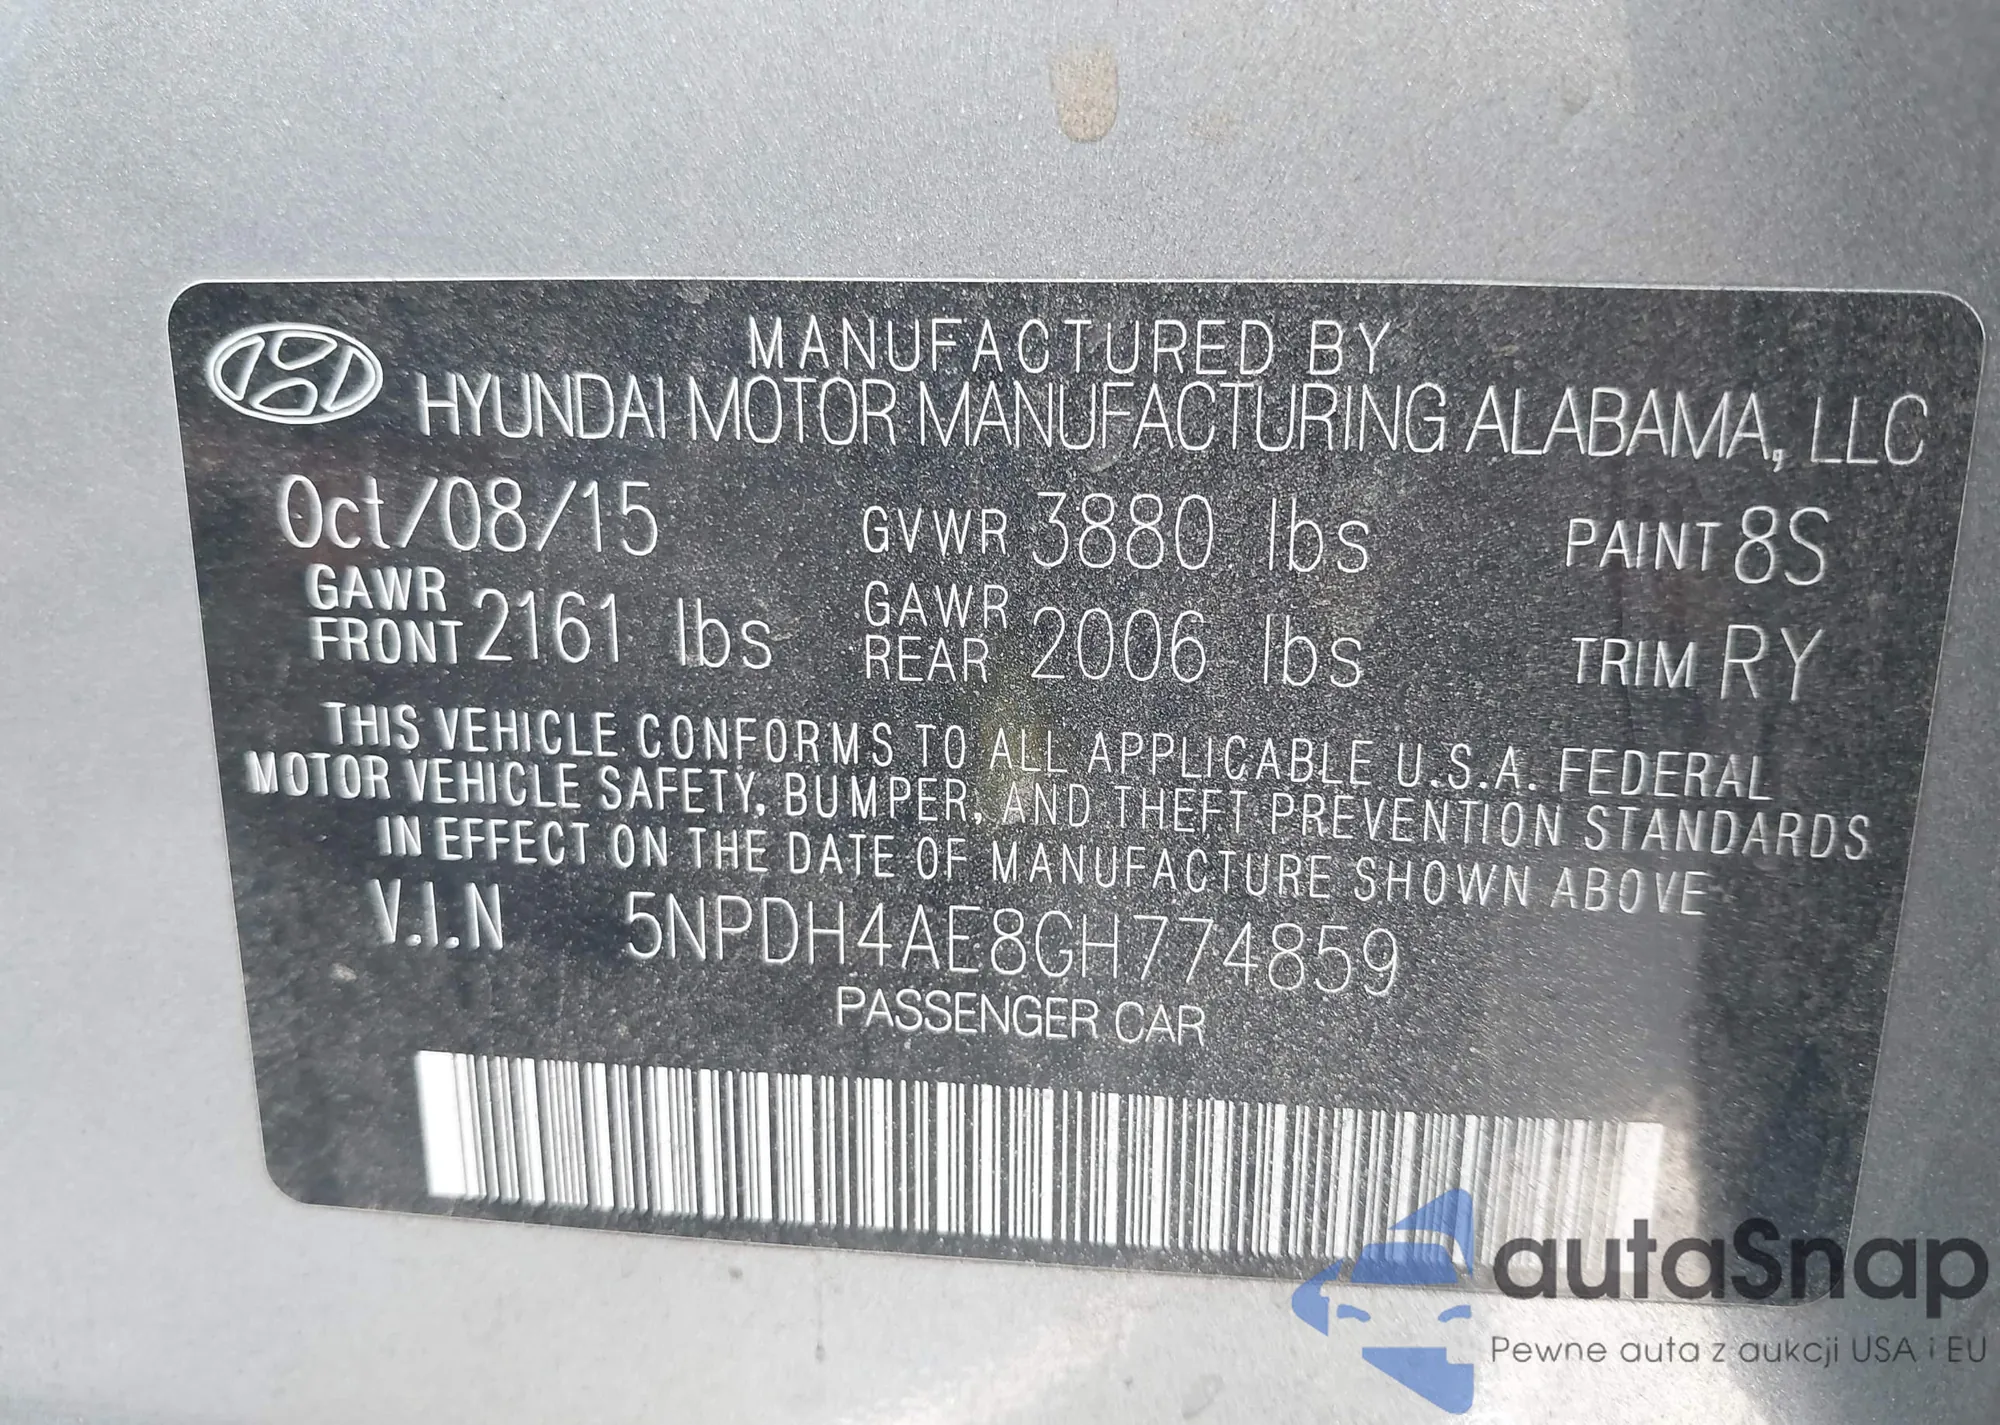 MANUFACTURED BY
HYUNDAI MOTOR MANUFACTURING ALABAMA, LLC
Oct/08/15 GVWR 3880 lbs PAINT 8S
GAWR FRONT 2161 lbs GAWR REAR 2006 lbs TRIM RY
THIS VEHICLE CONFORMS TO ALL APPLICABLE U.S.A. FEDERAL
MOTOR VEHICLE SAFETY, BUMPER, AND THEFT PREVENTION STANDARDS
IN EFFECT ON THE DATE OF MANUFACTURE SHOWN ABOVE
V.I.N 5NPDH4AE8GH774859
PASSENGER CAR
autaSnap
Pewne auta z aukcji USA i EU